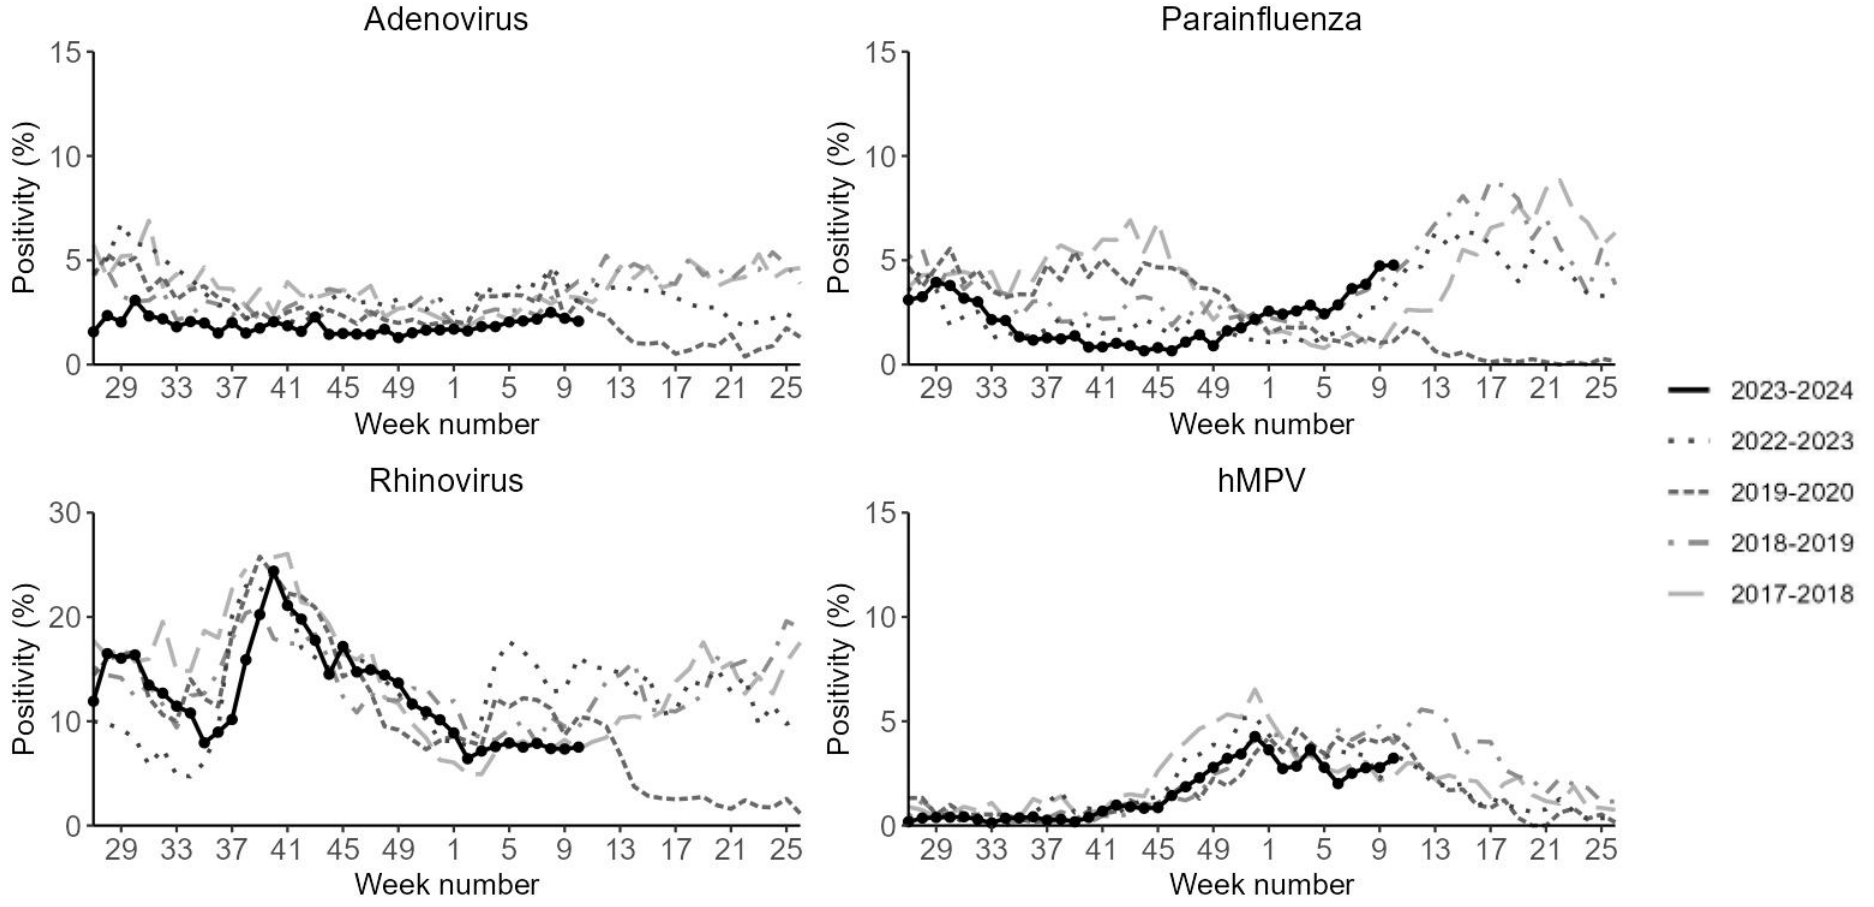 Adenovirus
Positivity (%)
15
10
5
0
29 33 37 41 45 49 1 5 9 13 17 21 25
Week number
Parainfluenza
Positivity (%)
15
10
5
0
29 33 37 41 45 49 1 5 9 13 17 21 25
Week number
Rhinovirus
Positivity (%)
30
20
10
0
29 33 37 41 45 49 1 5 9 13 17 21 25
Week number
hMPV
Positivity (%)
15
10
5
0
29 33 37 41 45 49 1 5 9 13 17 21 25
Week number
2023-2024
2022-2023
2019-2020
2018-2019
2017-2018